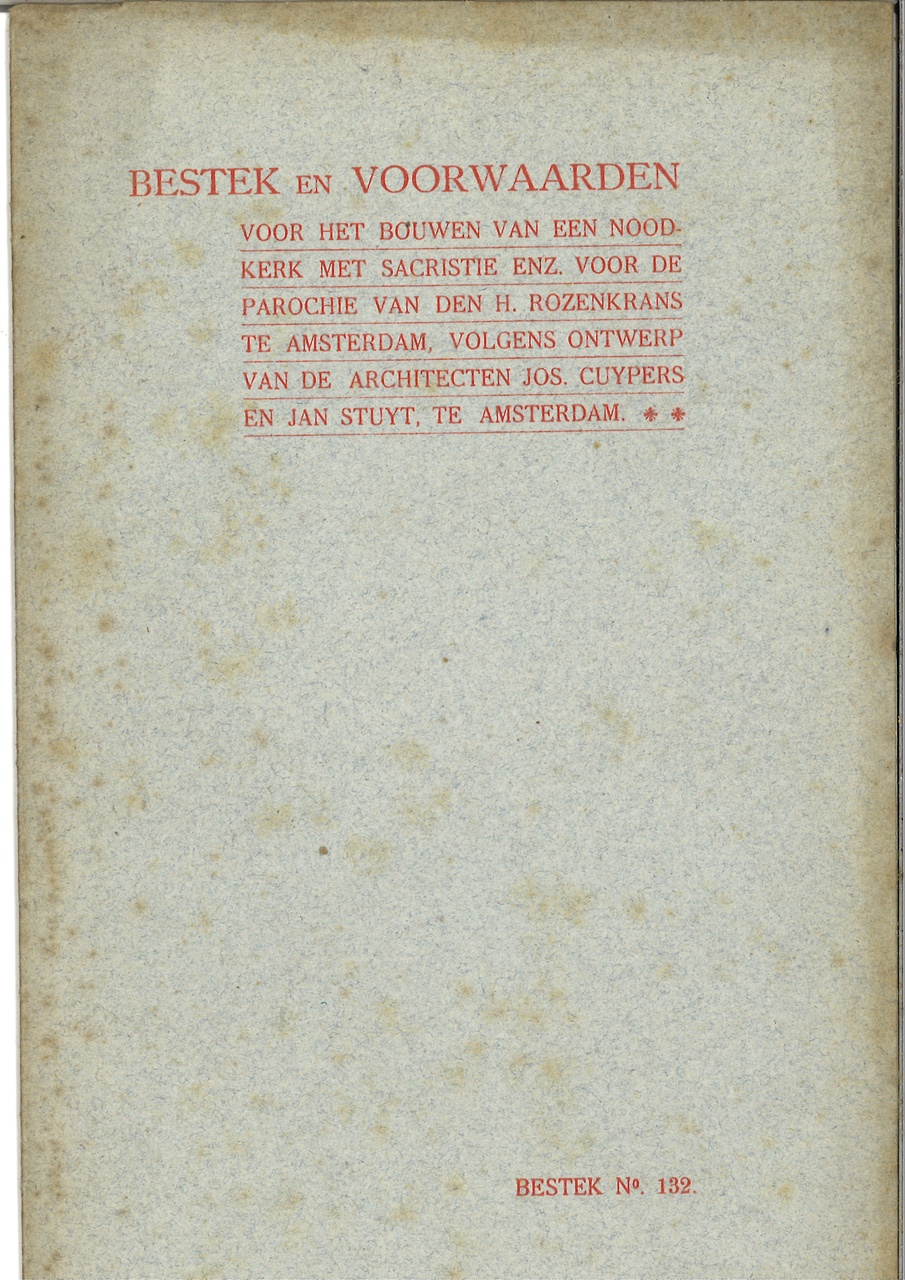 BESTEK EN VOORWAARDEN
VOOR HET BOUWEN VAN EEN NOOD-
KERK MET SACRISTIE ENZ. VOOR DE
PAROCHIE VAN DEN H. ROZENKRANS
TE AMSTERDAM, VOLGENS ONTWERP
VAN DE ARCHITECTEN JOS. CUYPERS
EN JAN STUYT, TE AMSTERDAM. * *
BESTEK Nº. 132.